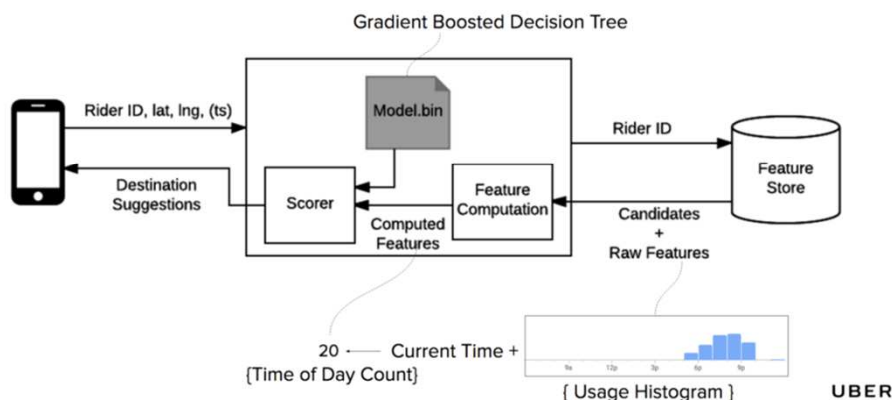 Gradient Boosted Decision Tree
Model.bin
Rider ID, lat, lng, (ts)
Rider ID
Destination
Suggestions
Scorer
Computed
Features
Feature
Computation
Candidates
+
Raw Features
Feature
Store
20
Current Time +
{Time of Day Count}
9a
12p
3p
6p
9p
{ Usage Histogram }
UBER